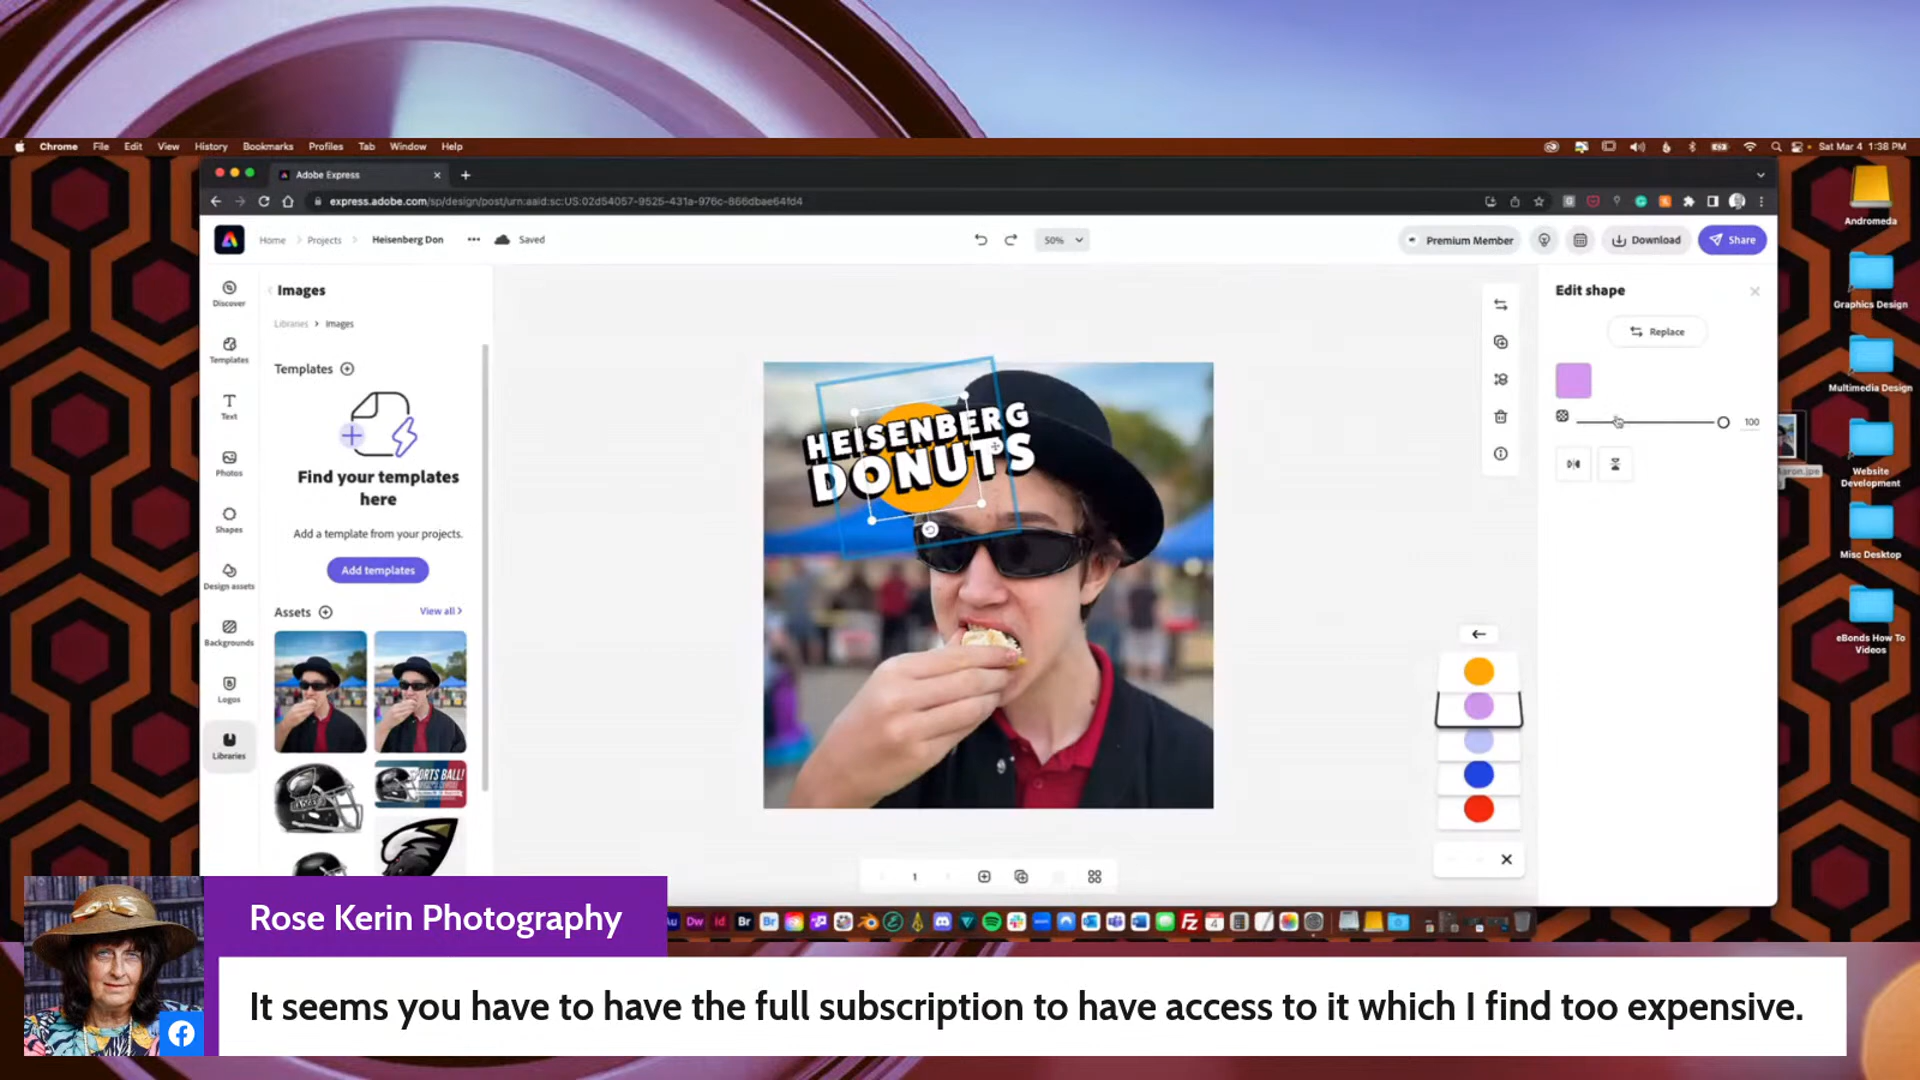 Chrome File Edit View History Bookmarks Profiles Tab Window Help
Sat Mar 4 1:38 PM
Adobe Express
express.adobe.com/sp/design/post/urn:aaid:sc:US:02d54057-9525-431a-976c-866dbae64fd4
Home Projects Heisenberg Don ••• Saved
50%
Premium Member
Download
Share
Discover
Templates
Text
Photos
Shapes
Design assets
Backgrounds
Logos
Libraries
Images
Libraries > Images
Templates
Find your templates
here
Add a template from your projects.
Add templates
Assets
View all >
HEISENBERG
DONUTS
1
Edit shape
Replace
100
Andromeda
Graphics Design
Multimedia Design
Website
Development
Misc Desktop
eBonds How To
Videos
Rose Kerin Photography
It seems you have to have the full subscription to have access to it which I find too expensive.